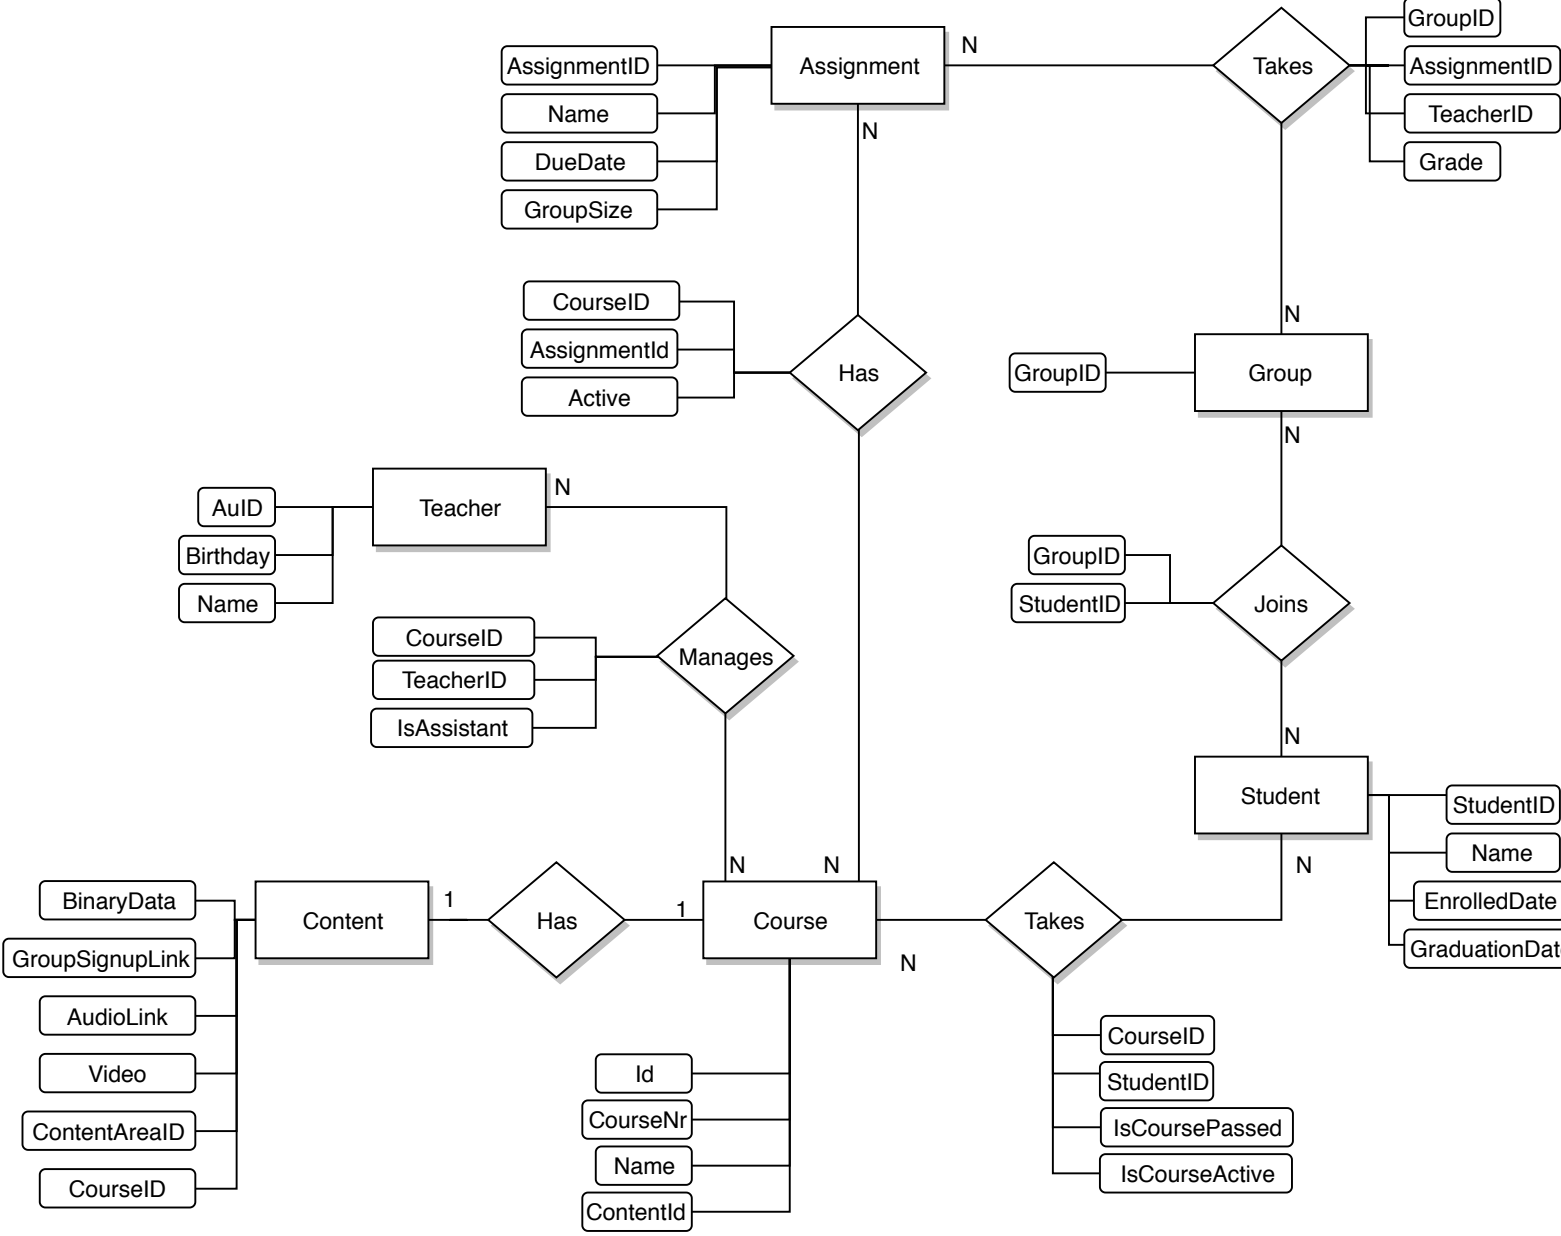 GroupID
AssignmentID
Assignment
N
Takes
AssignmentID
Name
N
TeacherID
DueDate
Grade
GroupSize
CourseID
N
AssignmentId
Has
GroupID
Group
Active
N
Teacher
N
AuID
Birthday
GroupID
Name
StudentID
Joins
CourseID
Manages
TeacherID
IsAssistant
N
Student
StudentID
Name
N
N
N
BinaryData
1
1
EnrolledDate
Content
Has
Course
Takes
GroupSignupLink
N
GraduationDat
AudioLink
CourseID
Video
Id
StudentID
ContentAreaID
CourseNr
IsCoursePassed
CourseID
Name
IsCourseActive
ContentId